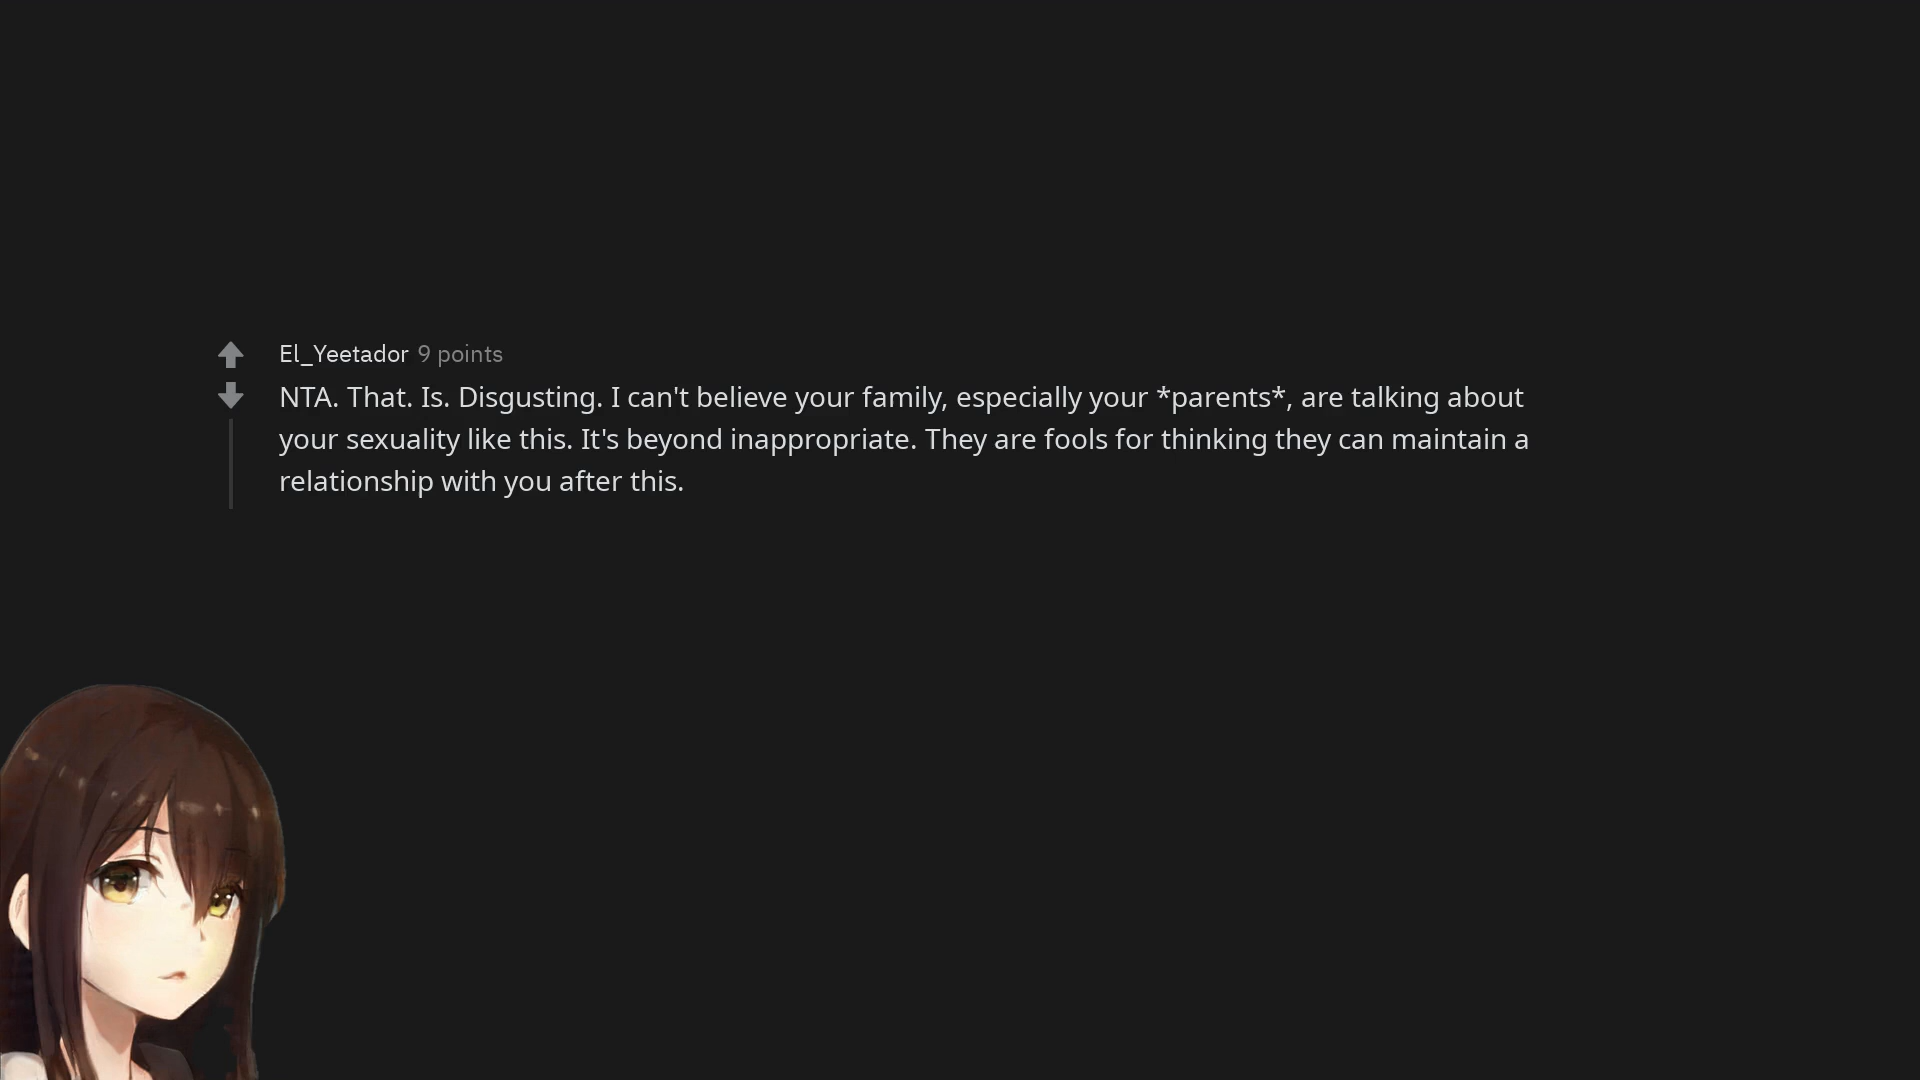 El_Yeetador 9 points
NTA. That. Is. Disgusting. I can't believe your family, especially your *parents*, are talking about
your sexuality like this. It's beyond inappropriate. They are fools for thinking they can maintain a
relationship with you after this.